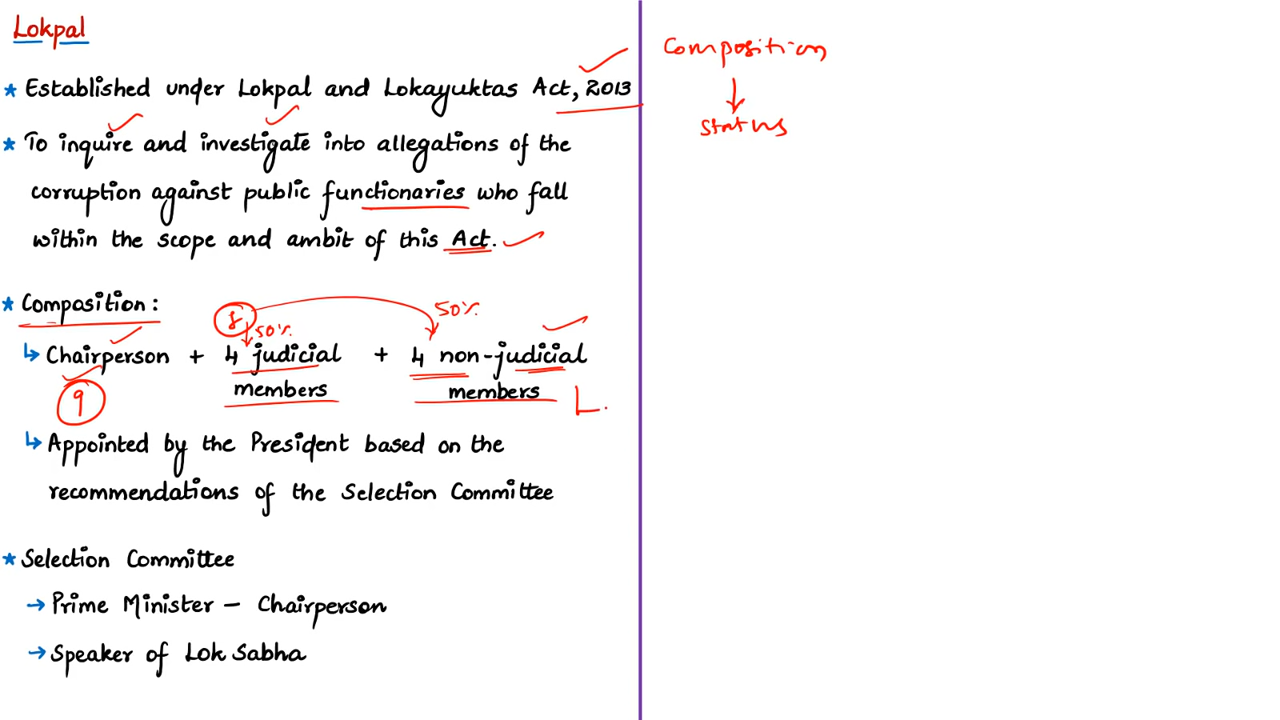 Lokpal
* Established under Lokpal and Lokayuktas Act, 2013
* To inquire and investigate into allegations of the
corruption against public functionaries who fall
within the scope and ambit of this Act.
* Composition :
8 50% 50%
↳ Chairperson + 4 judicial + 4 non-judicial
members members
9 L.
↳ Appointed by the President based on the
recommendations of the Selection Committee
* Selection Committee
→ Prime Minister – Chairperson
→ Speaker of Lok Sabha
Composition
↓
Status